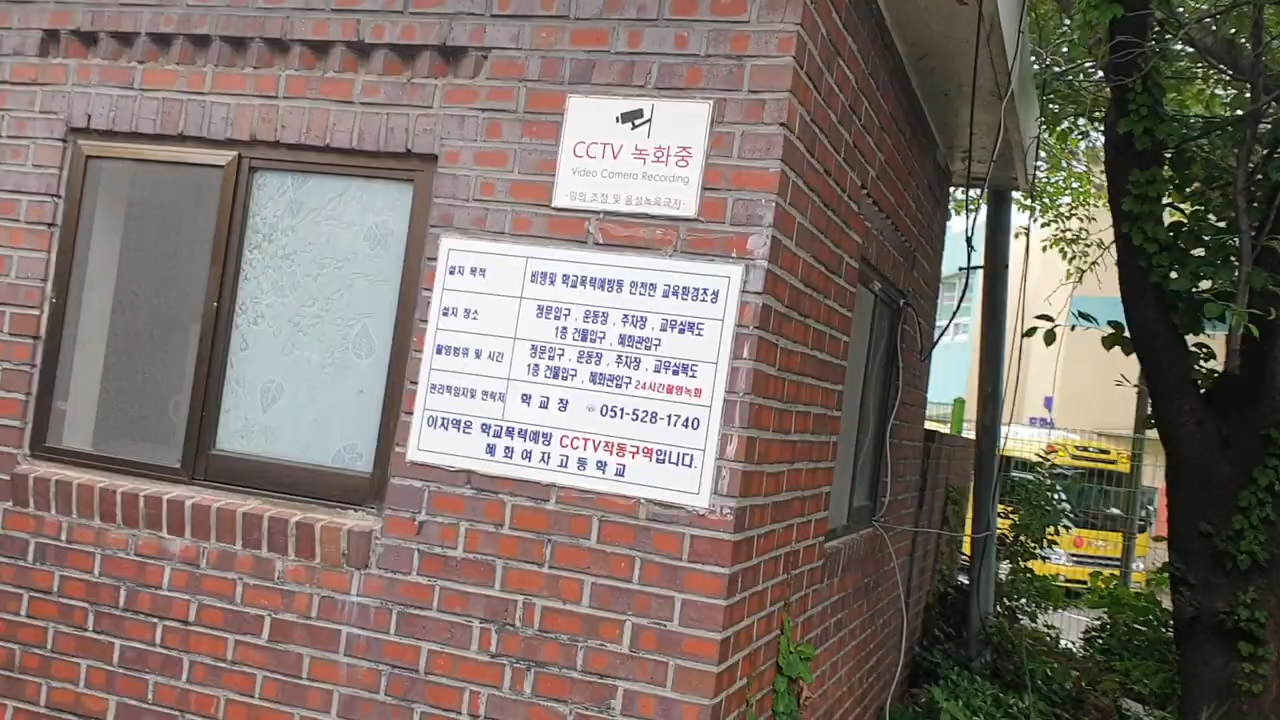 CCTV 녹화중
Video Camera Recording
-임의 조정 및 음성녹음금지-
설치 목적
비행및 학교폭력예방등 안전한 교육환경조성
설치 장소
정문입구 , 운동장 , 주차장 , 교무실복도
1층 건물입구 , 혜화관입구
촬영범위 및 시간
정문입구 , 운동장 , 주차장 , 교무실복도
1층 건물입구 , 혜화관입구 24시간촬영녹화
관리책임자및 연락처
학 교 장 ☏ 051-528-1740
이지역은 학교폭력예방 CCTV작동구역입니다.
혜 화 여 자 고 등 학 교